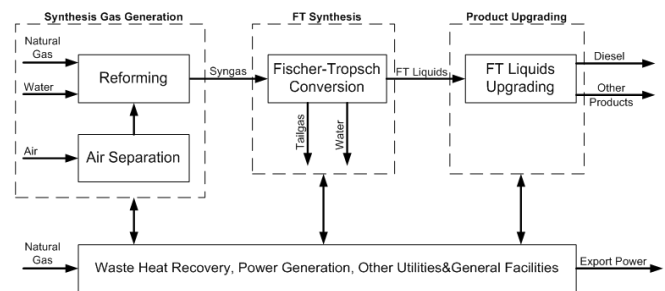 Synthesis Gas Generation
FT Synthesis
Product Upgrading
Natural
Gas
Water
Reforming
Syngas
Fischer-Tropsch
Conversion
FT Liquids
FT Liquids
Upgrading
Diesel
Other
Products
Air
Air Separation
Tailgas
Water
Natural
Gas
Waste Heat Recovery, Power Generation, Other Utilities&General Facilities
Export Power